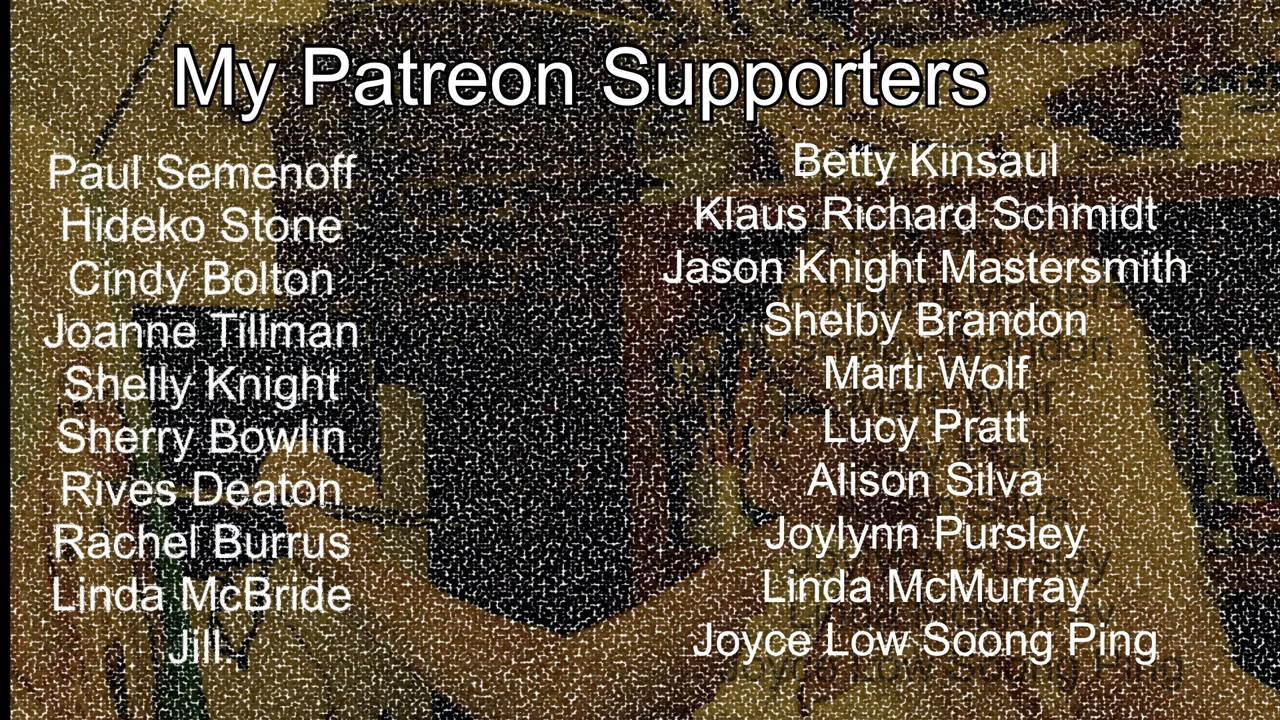 My Patreon Supporters
Paul Semenoff
Hideko Stone
Cindy Bolton
Joanne Tillman
Shelly Knight
Sherry Bowlin
Rives Deaton
Rachel Burrus
Linda McBride
Jill.
Betty Kinsaul
Klaus Richard Schmidt
Jason Knight Mastersmith
Shelby Brandon
Marti Wolf
Lucy Pratt
Alison Silva
Joylynn Pursley
Linda McMurray
Joyce Low Soong Ping